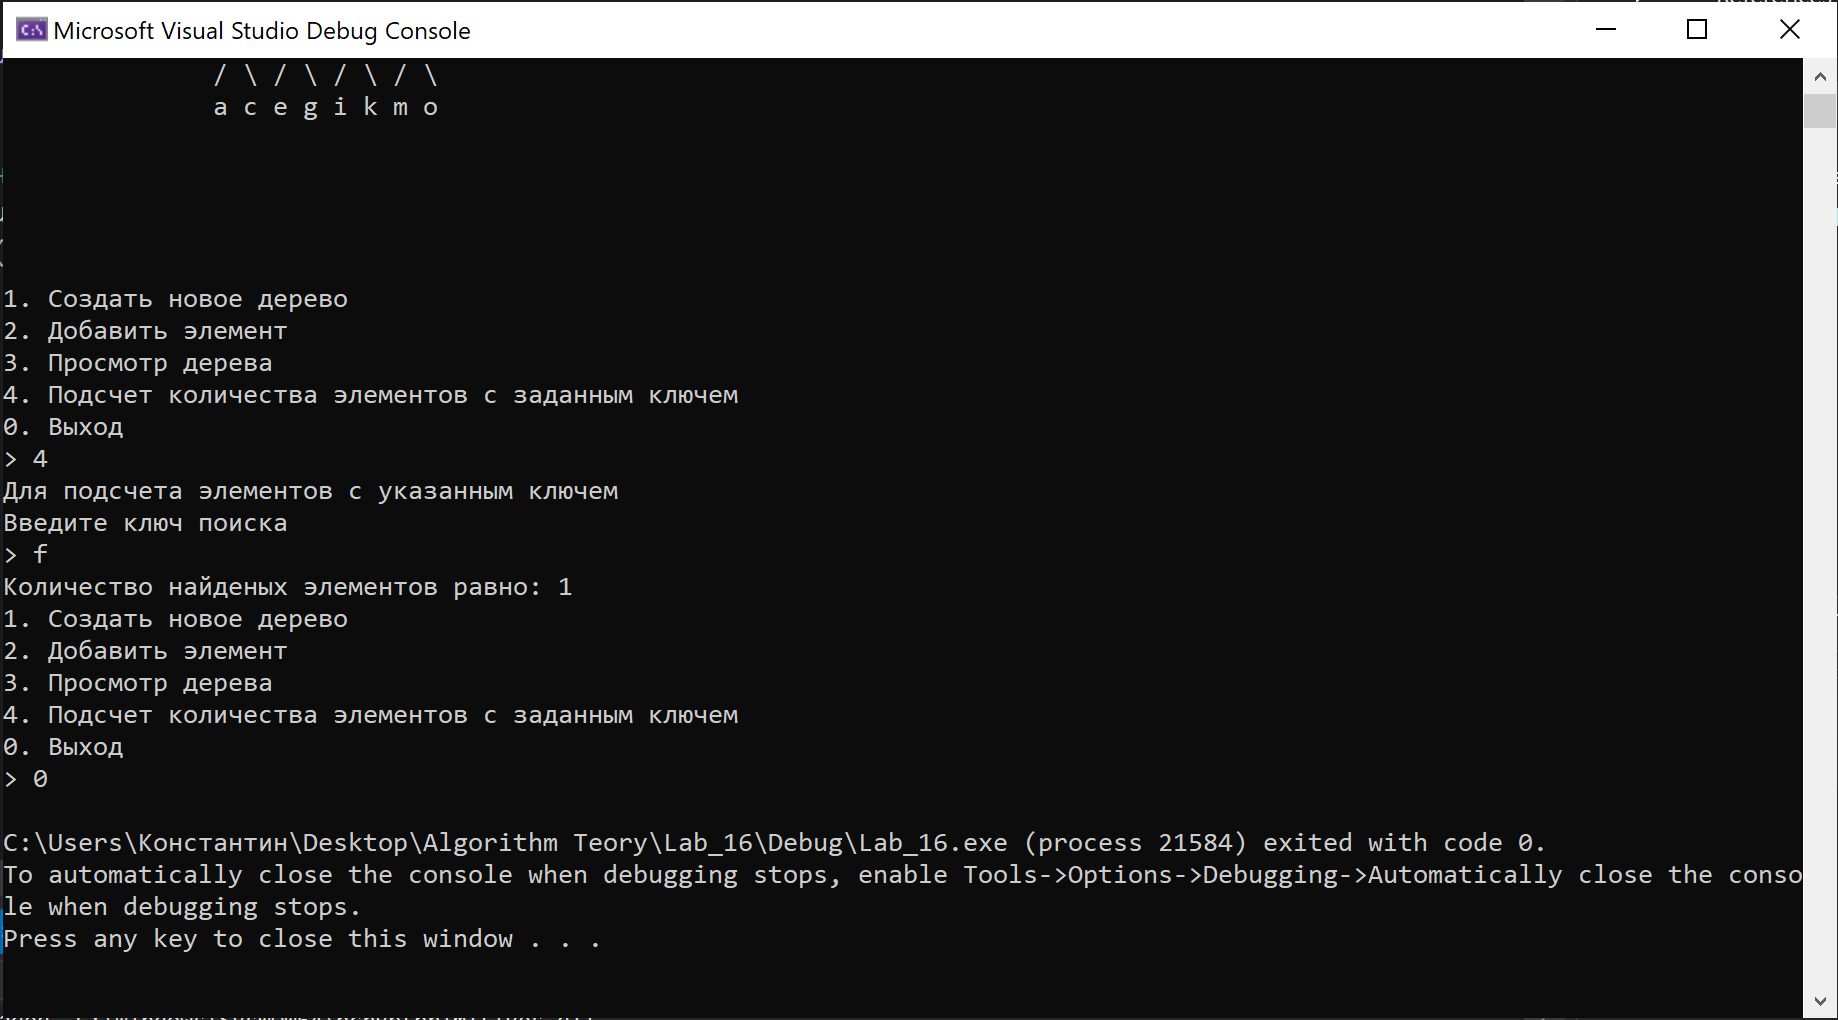 Microsoft Visual Studio Debug Console
/ \ / \ / \ / \
a c e g i k m o
1. Создать новое дерево
2. Добавить элемент
3. Просмотр дерева
4. Подсчет количества элементов с заданным ключем
0. Выход
> 4
Для подсчета элементов с указанным ключем
Введите ключ поиска
> f
Количество найденых элементов равно: 1
1. Создать новое дерево
2. Добавить элемент
3. Просмотр дерева
4. Подсчет количества элементов с заданным ключем
0. Выход
> 0
C:\Users\Константин\Desktop\Algorithm Teory\Lab_16\Debug\Lab_16.exe (process 21584) exited with code 0.
To automatically close the console when debugging stops, enable Tools->Options->Debugging->Automatically close the conso
le when debugging stops.
Press any key to close this window . . .